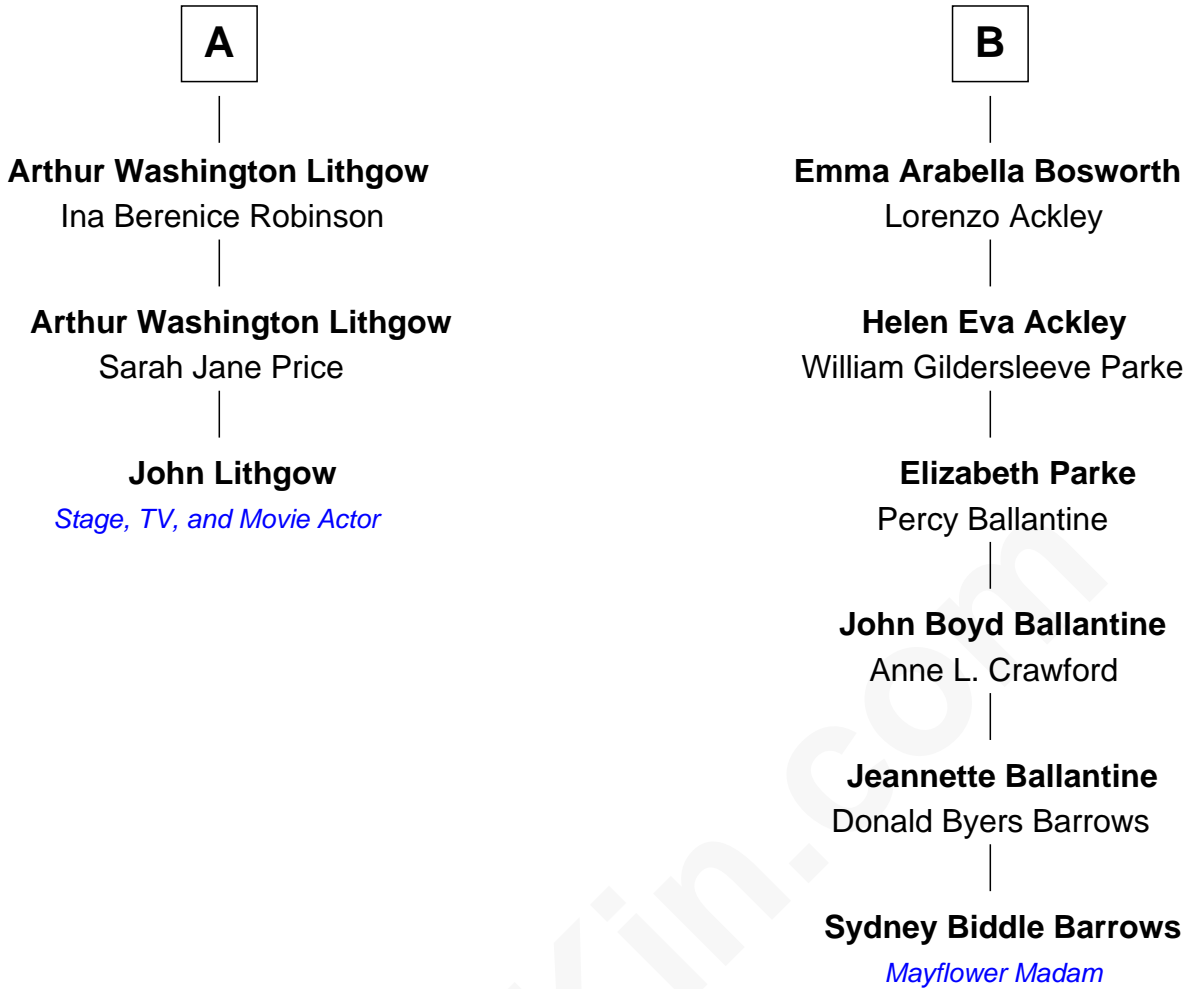 A
Arthur Washington Lithgow
Ina Berenice Robinson
Arthur Washington Lithgow
Sarah Jane Price
John Lithgow
Stage, TV, and Movie Actor
B
Emma Arabella Bosworth
Lorenzo Ackley
Helen Eva Ackley
William Gildersleeve Parke
Elizabeth Parke
Percy Ballantine
John Boyd Ballantine
Anne L. Crawford
Jeannette Ballantine
Donald Byers Barrows
Sydney Biddle Barrows
Mayflower Madam
Kin.com